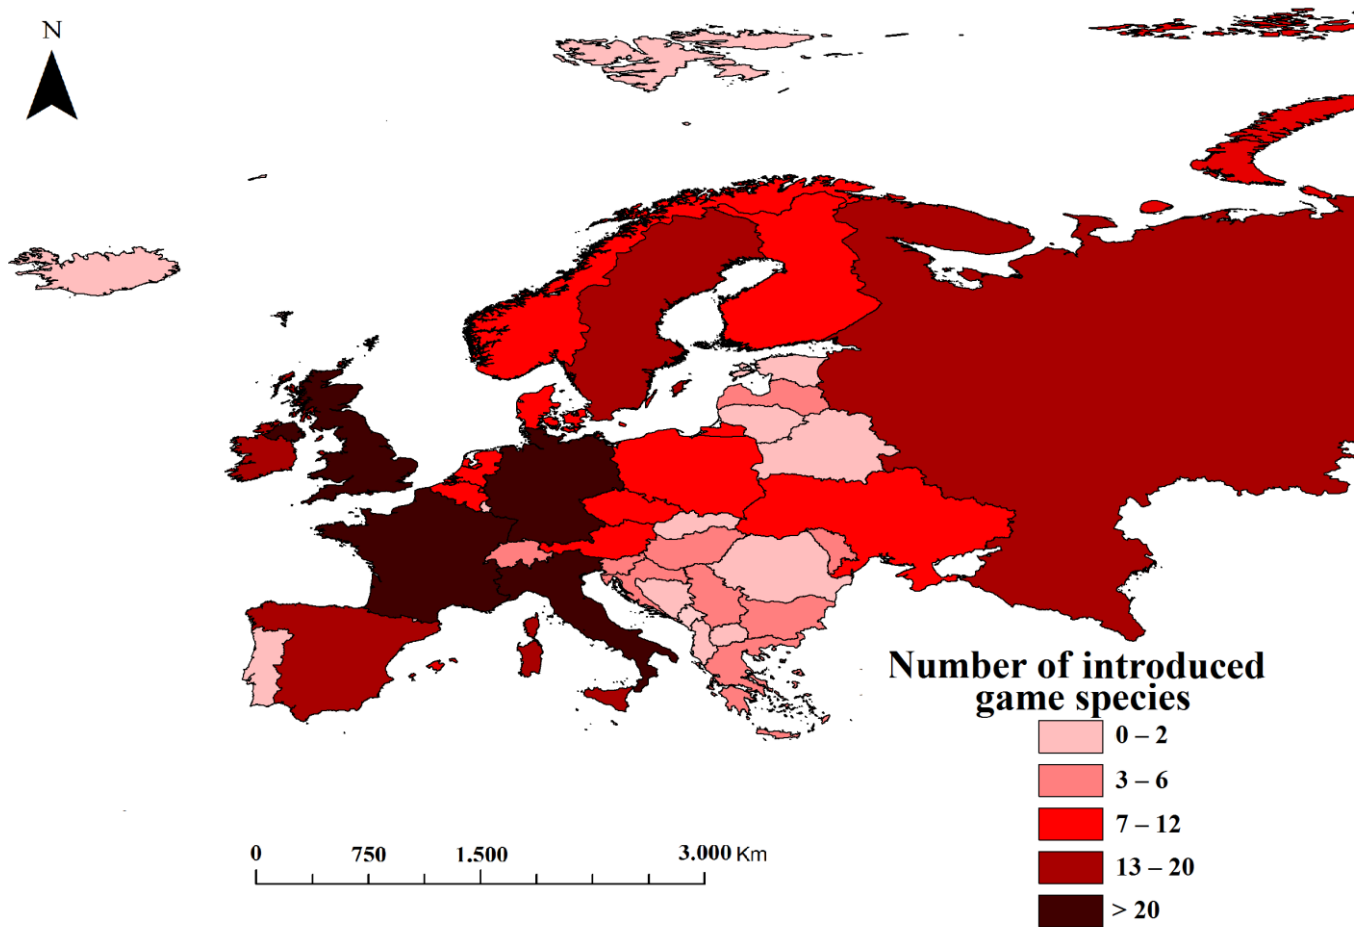 N
Number of introduced
game species
0 – 2
3 – 6
7 – 12
13 – 20
> 20
0 750 1.500 3.000 Km